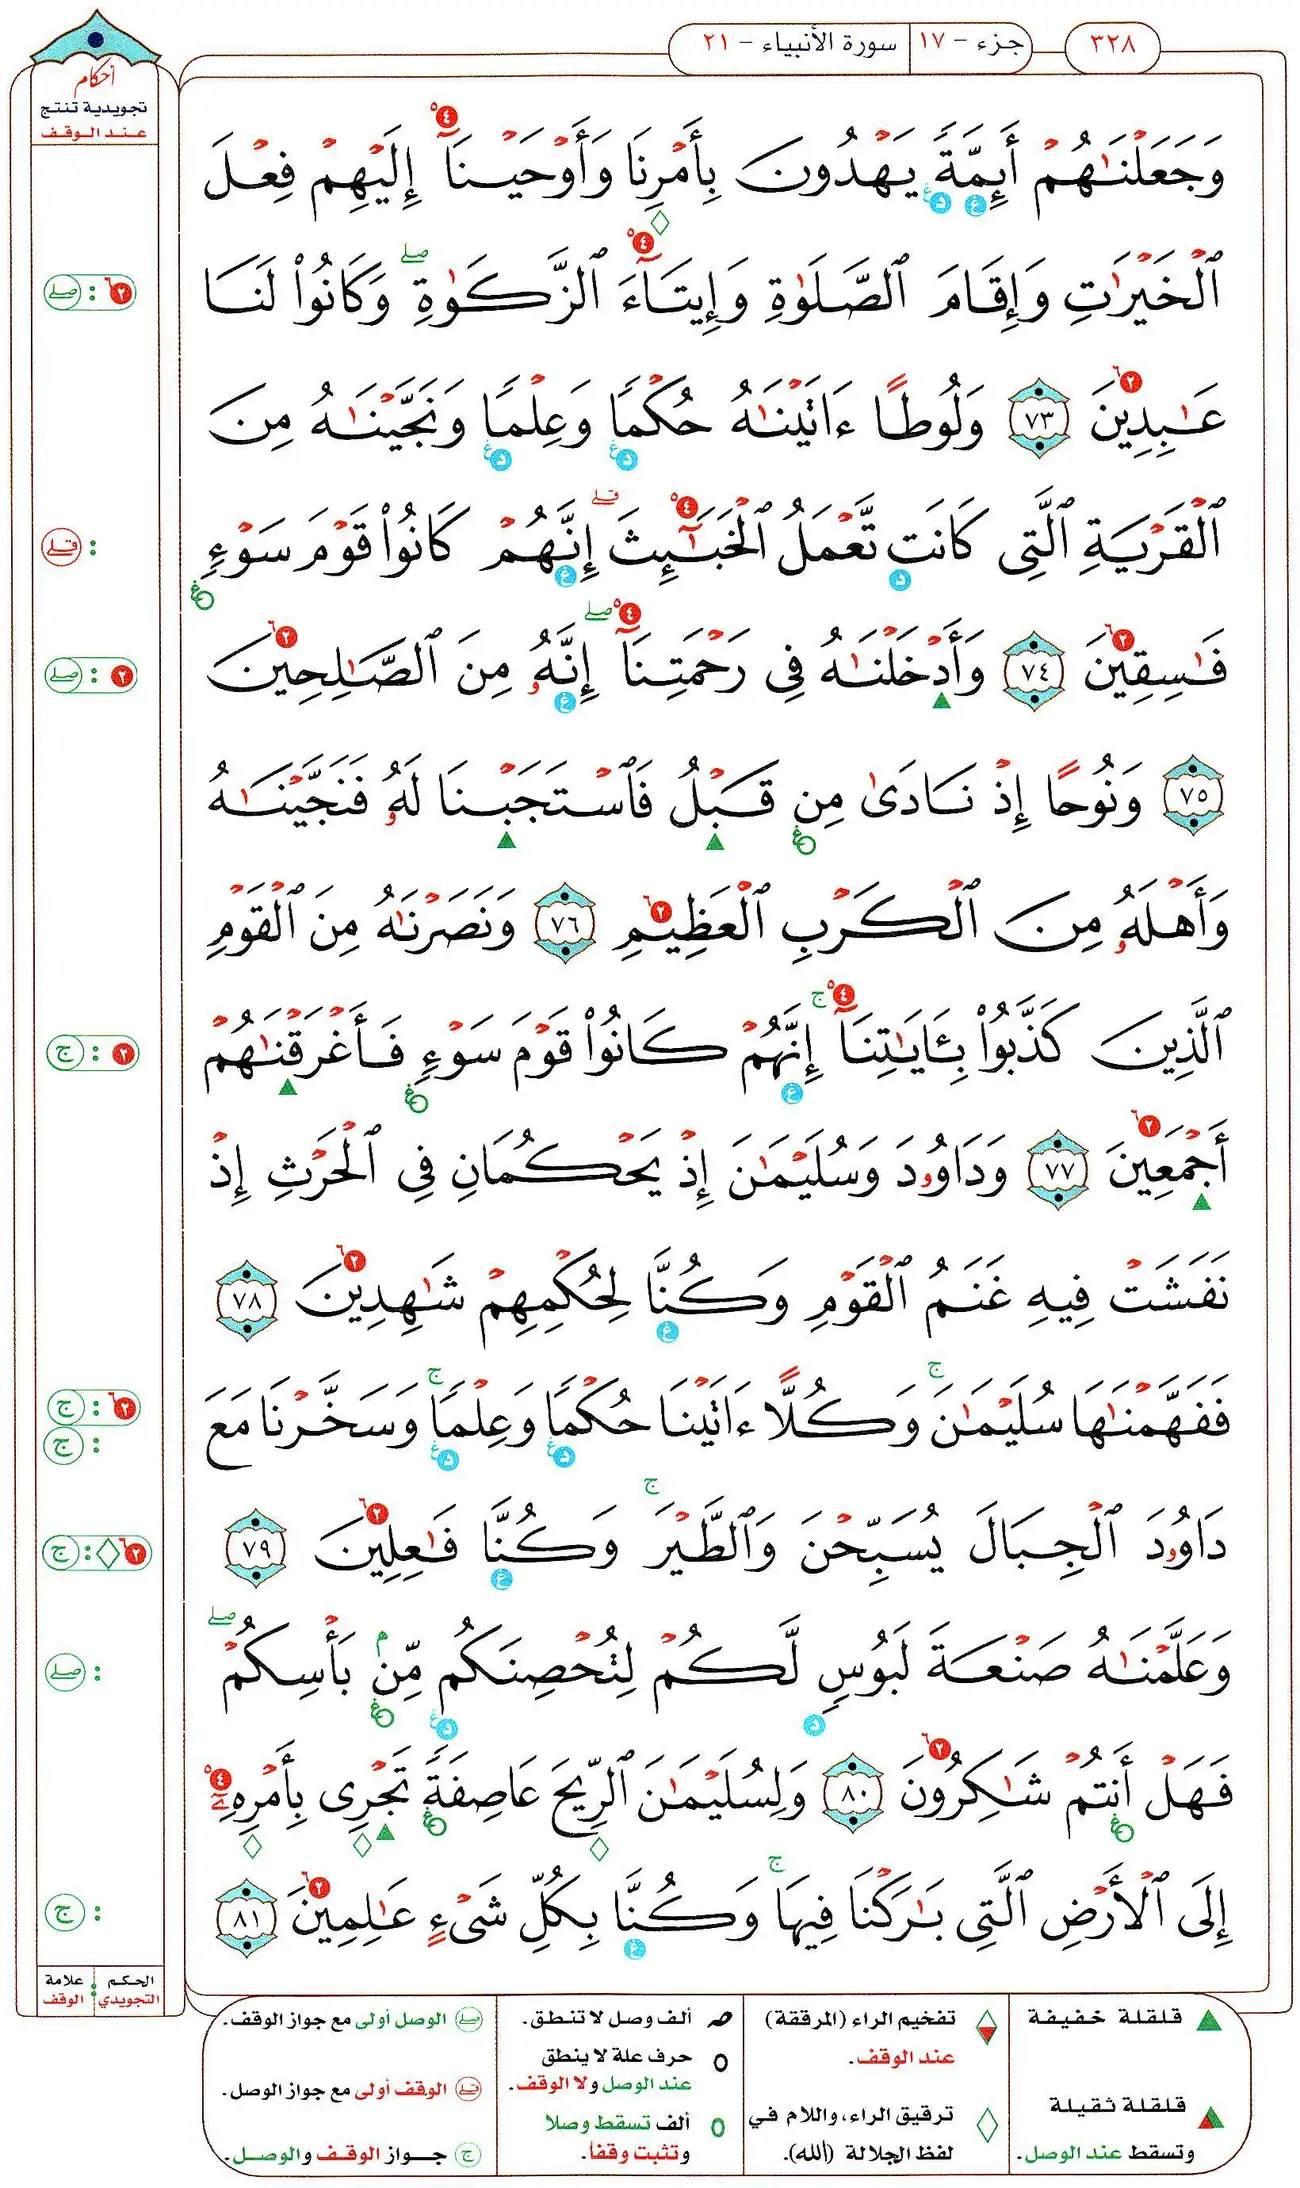 ٣٢٨
جزء - ١٧ سورة الأنبياء - ٢١
أحكام
تجويدية تنتج
عند الوقف
وَجَعَلْنَٰهُمْ أَئِمَّةً يَهْدُونَ بِأَمْرِنَا وَأَوْحَيْنَآ إِلَيْهِمْ فِعْلَ
ٱلْخَيْرَٰتِ وَإِقَامَ ٱلصَّلَوٰةِ وَإِيتَآءَ ٱلزَّكَوٰةِ ۖ وَكَانُوا۟ لَنَا
عَٰبِدِينَ ٧٣ وَلُوطًا ءَاتَيْنَٰهُ حُكْمًا وَعِلْمًا وَنَجَّيْنَٰهُ مِنَ
ٱلْقَرْيَةِ ٱلَّتِى كَانَت تَّعْمَلُ ٱلْخَبَٰٓئِثَ ۗ إِنَّهُمْ كَانُوا۟ قَوْمَ سَوْءٍ
فَٰسِقِينَ ٧٤ وَأَدْخَلْنَٰهُ فِى رَحْمَتِنَآ ۖ إِنَّهُۥ مِنَ ٱلصَّٰلِحِينَ
٧٥ وَنُوحًا إِذْ نَادَىٰ مِن قَبْلُ فَٱسْتَجَبْنَا لَهُۥ فَنَجَّيْنَٰهُ
وَأَهْلَهُۥ مِنَ ٱلْكَرْبِ ٱلْعَظِيمِ ٧٦ وَنَصَرْنَٰهُ مِنَ ٱلْقَوْمِ
ٱلَّذِينَ كَذَّبُوا۟ بِـَٔايَٰتِنَآ ۚ إِنَّهُمْ كَانُوا۟ قَوْمَ سَوْءٍ فَأَغْرَقْنَٰهُمْ
أَجْمَعِينَ ٧٧ وَدَاوُۥدَ وَسُلَيْمَٰنَ إِذْ يَحْكُمَانِ فِى ٱلْحَرْثِ إِذْ
نَفَشَتْ فِيهِ غَنَمُ ٱلْقَوْمِ وَكُنَّا لِحُكْمِهِمْ شَٰهِدِينَ ٧٨
فَفَهَّمْنَٰهَا سُلَيْمَٰنَ ۚ وَكُلًّا ءَاتَيْنَا حُكْمًا وَعِلْمًا ۚ وَسَخَّرْنَا مَعَ
دَاوُۥدَ ٱلْجِبَالَ يُسَبِّحْنَ وَٱلطَّيْرَ ۚ وَكُنَّا فَٰعِلِينَ ٧٩
وَعَلَّمْنَٰهُ صَنْعَةَ لَبُوسٍ لَّكُمْ لِتُحْصِنَكُم مِّنۢ بَأْسِكُمْ ۖ
فَهَلْ أَنتُمْ شَٰكِرُونَ ٨٠ وَلِسُلَيْمَٰنَ ٱلرِّيحَ عَاصِفَةً تَجْرِى بِأَمْرِهِۦٓ
إِلَى ٱلْأَرْضِ ٱلَّتِى بَٰرَكْنَا فِيهَا ۚ وَكُنَّا بِكُلِّ شَىْءٍ عَٰلِمِينَ ٨١
الحكم التجويدي : علامة الوقف
قلقلة خفيفة
قلقلة ثقيلة
وتسقط عند الوصل.
تفخيم الراء (المرققة)
عند الوقف.
ترقيق الراء، واللام في
لفظ الجلالة (الله).
ألف وصل لا تنطق.
حرف علة لا ينطق
عند الوصل ولا الوقف.
ألف تسقط وصلا
وتثبت وقفا.
صلى الوصل أولى مع جواز الوقف.
قلى الوقف أولى مع جواز الوصل.
ج جواز الوقف والوصل.